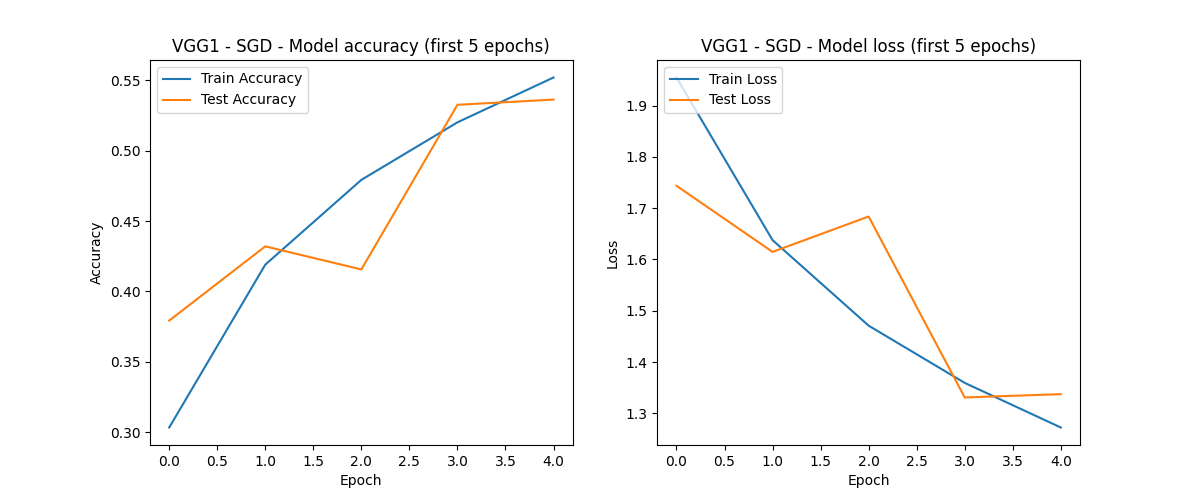 VGG1 - SGD - Model accuracy (first 5 epochs)
Train Accuracy
Test Accuracy
Accuracy
0.55
0.50
0.45
0.40
0.35
0.30
0.0 0.5 1.0 1.5 2.0 2.5 3.0 3.5 4.0
Epoch
VGG1 - SGD - Model loss (first 5 epochs)
Train Loss
Test Loss
Loss
1.9
1.8
1.7
1.6
1.5
1.4
1.3
0.0 0.5 1.0 1.5 2.0 2.5 3.0 3.5 4.0
Epoch